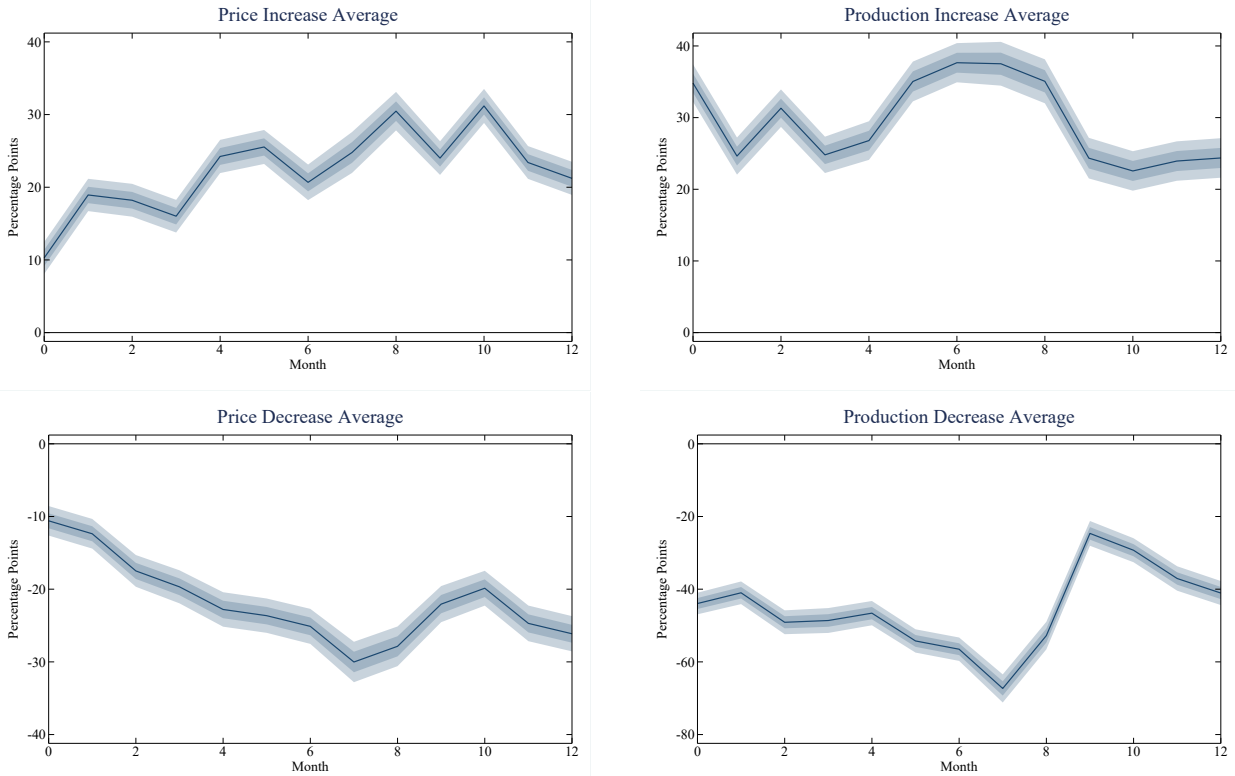 Price Increase Average
Percentage Points
40
30
20
10
0
0 2 4 6 8 10 12
Month
Production Increase Average
Percentage Points
40
30
20
10
0
0 2 4 6 8 10 12
Month
Price Decrease Average
Percentage Points
0
-10
-20
-30
-40
0 2 4 6 8 10 12
Month
Production Decrease Average
Percentage Points
0
-20
-40
-60
-80
0 2 4 6 8 10 12
Month